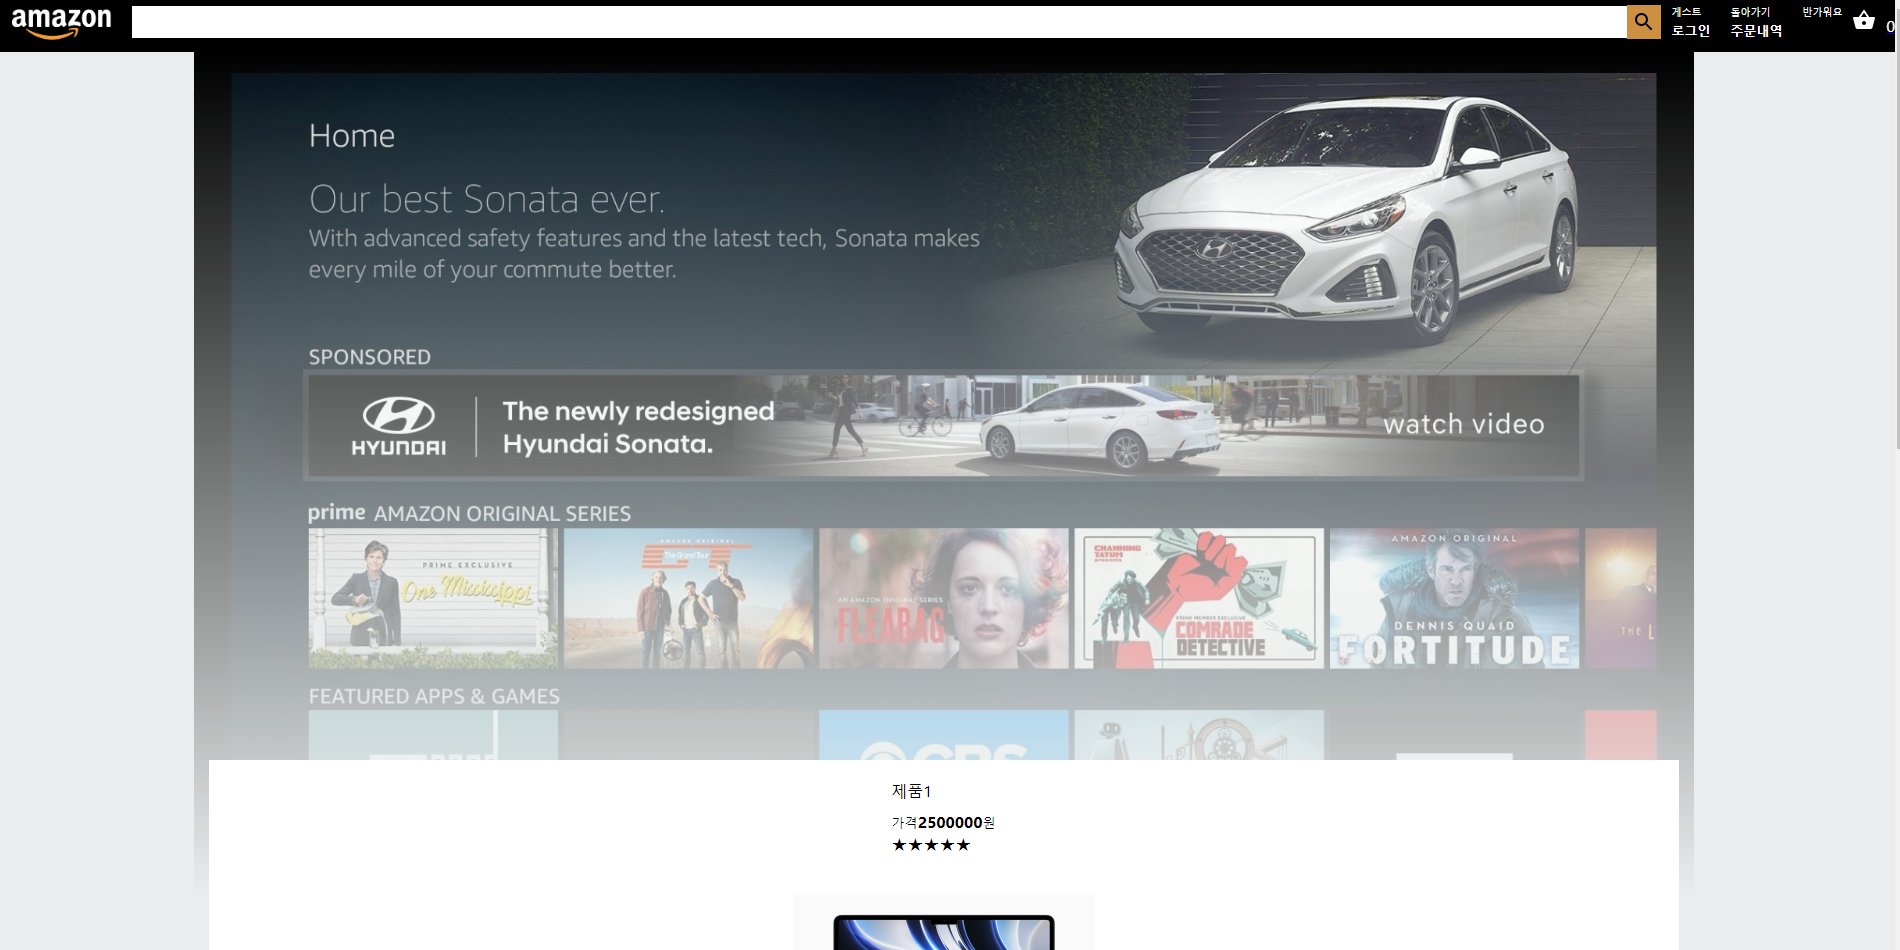 amazon
게스트
로그인
돌아가기
주문내역
반가워요
0
Home
Our best Sonata ever.
With advanced safety features and the latest tech, Sonata makes
every mile of your commute better.
SPONSORED
HYUNDAI
The newly redesigned
Hyundai Sonata.
watch video
prime AMAZON ORIGINAL SERIES
PRIME EXCLUSIVE
One Mississippi
AMAZON ORIGINAL
The Grand Tour
GT
AN AMAZON ORIGINAL SERIES
FLEABAG
CHANNING
TATUM
presents
PRIME MEMBER EXCLUSIVE
COMRADE
DETECTIVE
AMAZON ORIGINAL
DENNIS QUAID
FORTITUDE
THE L
FEATURED APPS & GAMES
CBS
제품1
가격2500000원
★★★★★